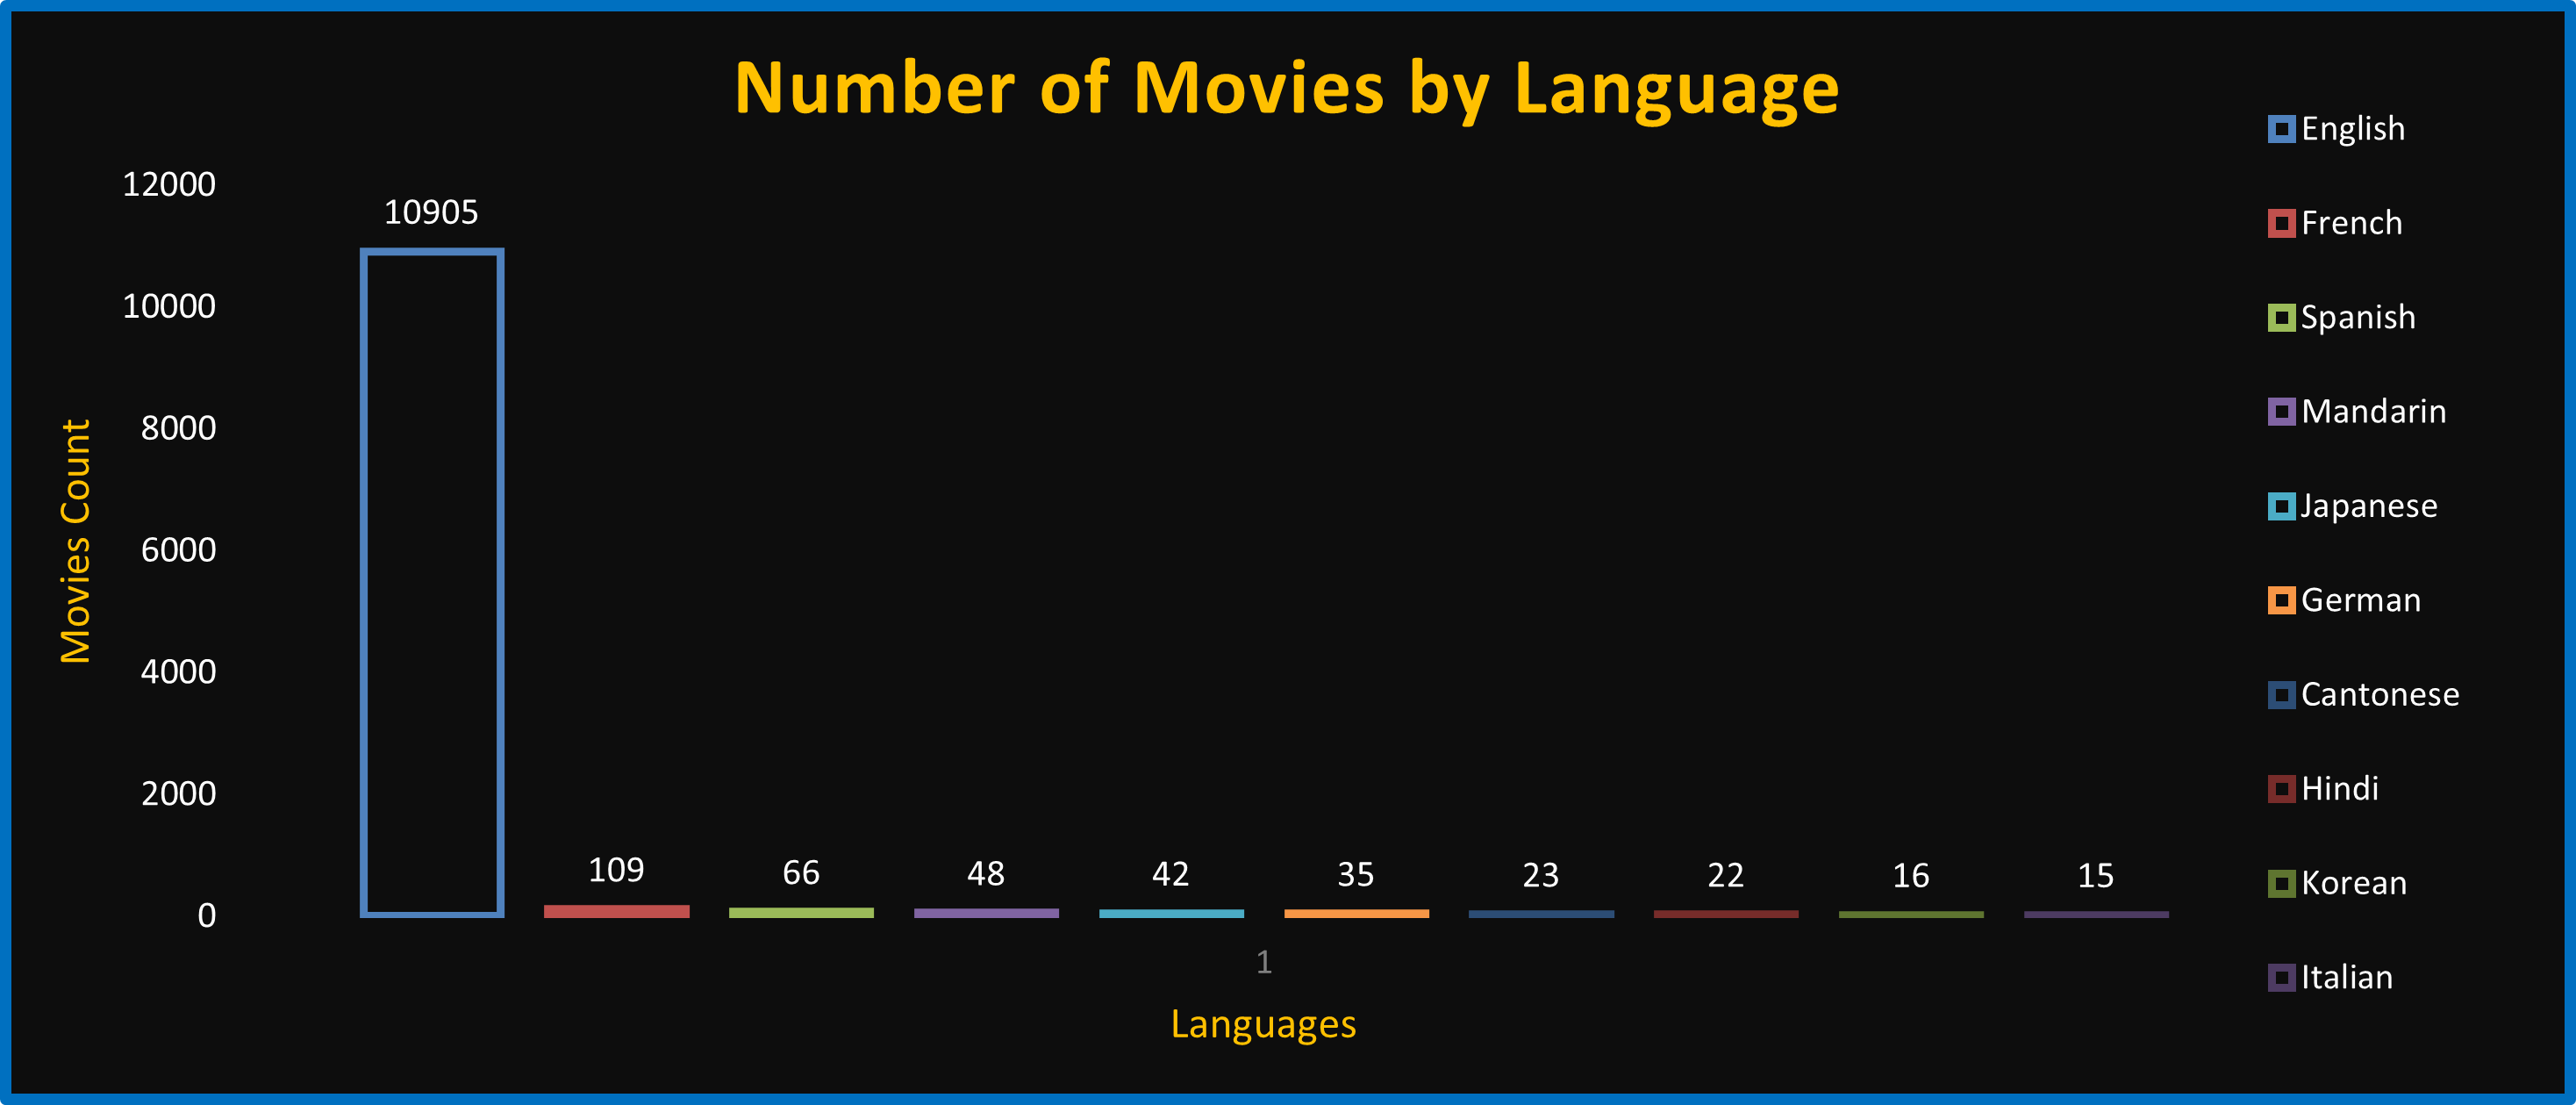 Number of Movies by Language
12000
10000
8000
6000
4000
2000
0
Movies Count
10905
109
66
48
42
35
23
22
16
15
1
Languages
English
French
Spanish
Mandarin
Japanese
German
Cantonese
Hindi
Korean
Italian